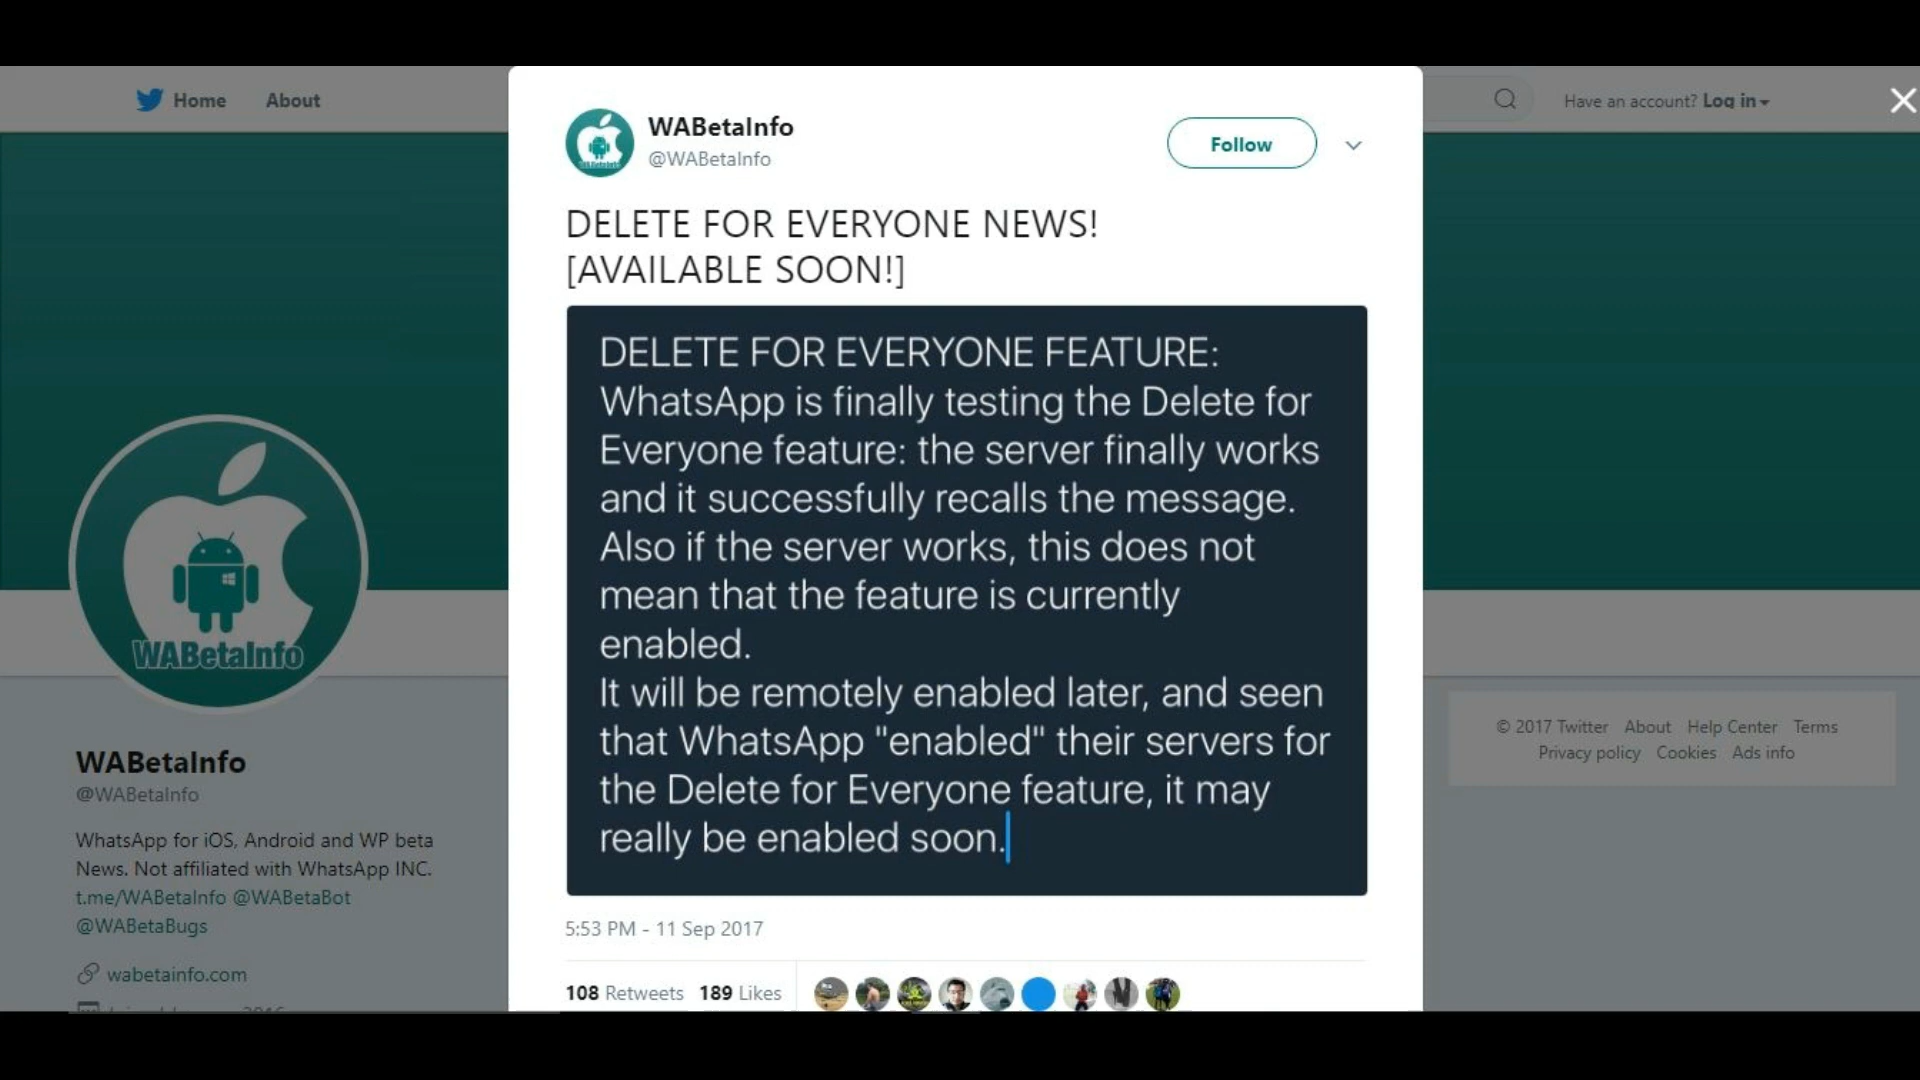 Home About
Have an account? Log in
WABetaInfo
@WABetaInfo
Follow
DELETE FOR EVERYONE NEWS!
[AVAILABLE SOON!]
DELETE FOR EVERYONE FEATURE:
WhatsApp is finally testing the Delete for
Everyone feature: the server finally works
and it successfully recalls the message.
Also if the server works, this does not
mean that the feature is currently
enabled.
It will be remotely enabled later, and seen
that WhatsApp "enabled" their servers for
the Delete for Everyone feature, it may
really be enabled soon.
5:53 PM - 11 Sep 2017
108 Retweets 189 Likes
WABetaInfo
WABetaInfo
@WABetaInfo
WhatsApp for iOS, Android and WP beta
News. Not affiliated with WhatsApp INC.
t.me/WABetaInfo @WABetaBot
@WABetaBugs
wabetainfo.com
© 2017 Twitter About Help Center Terms
Privacy policy Cookies Ads info